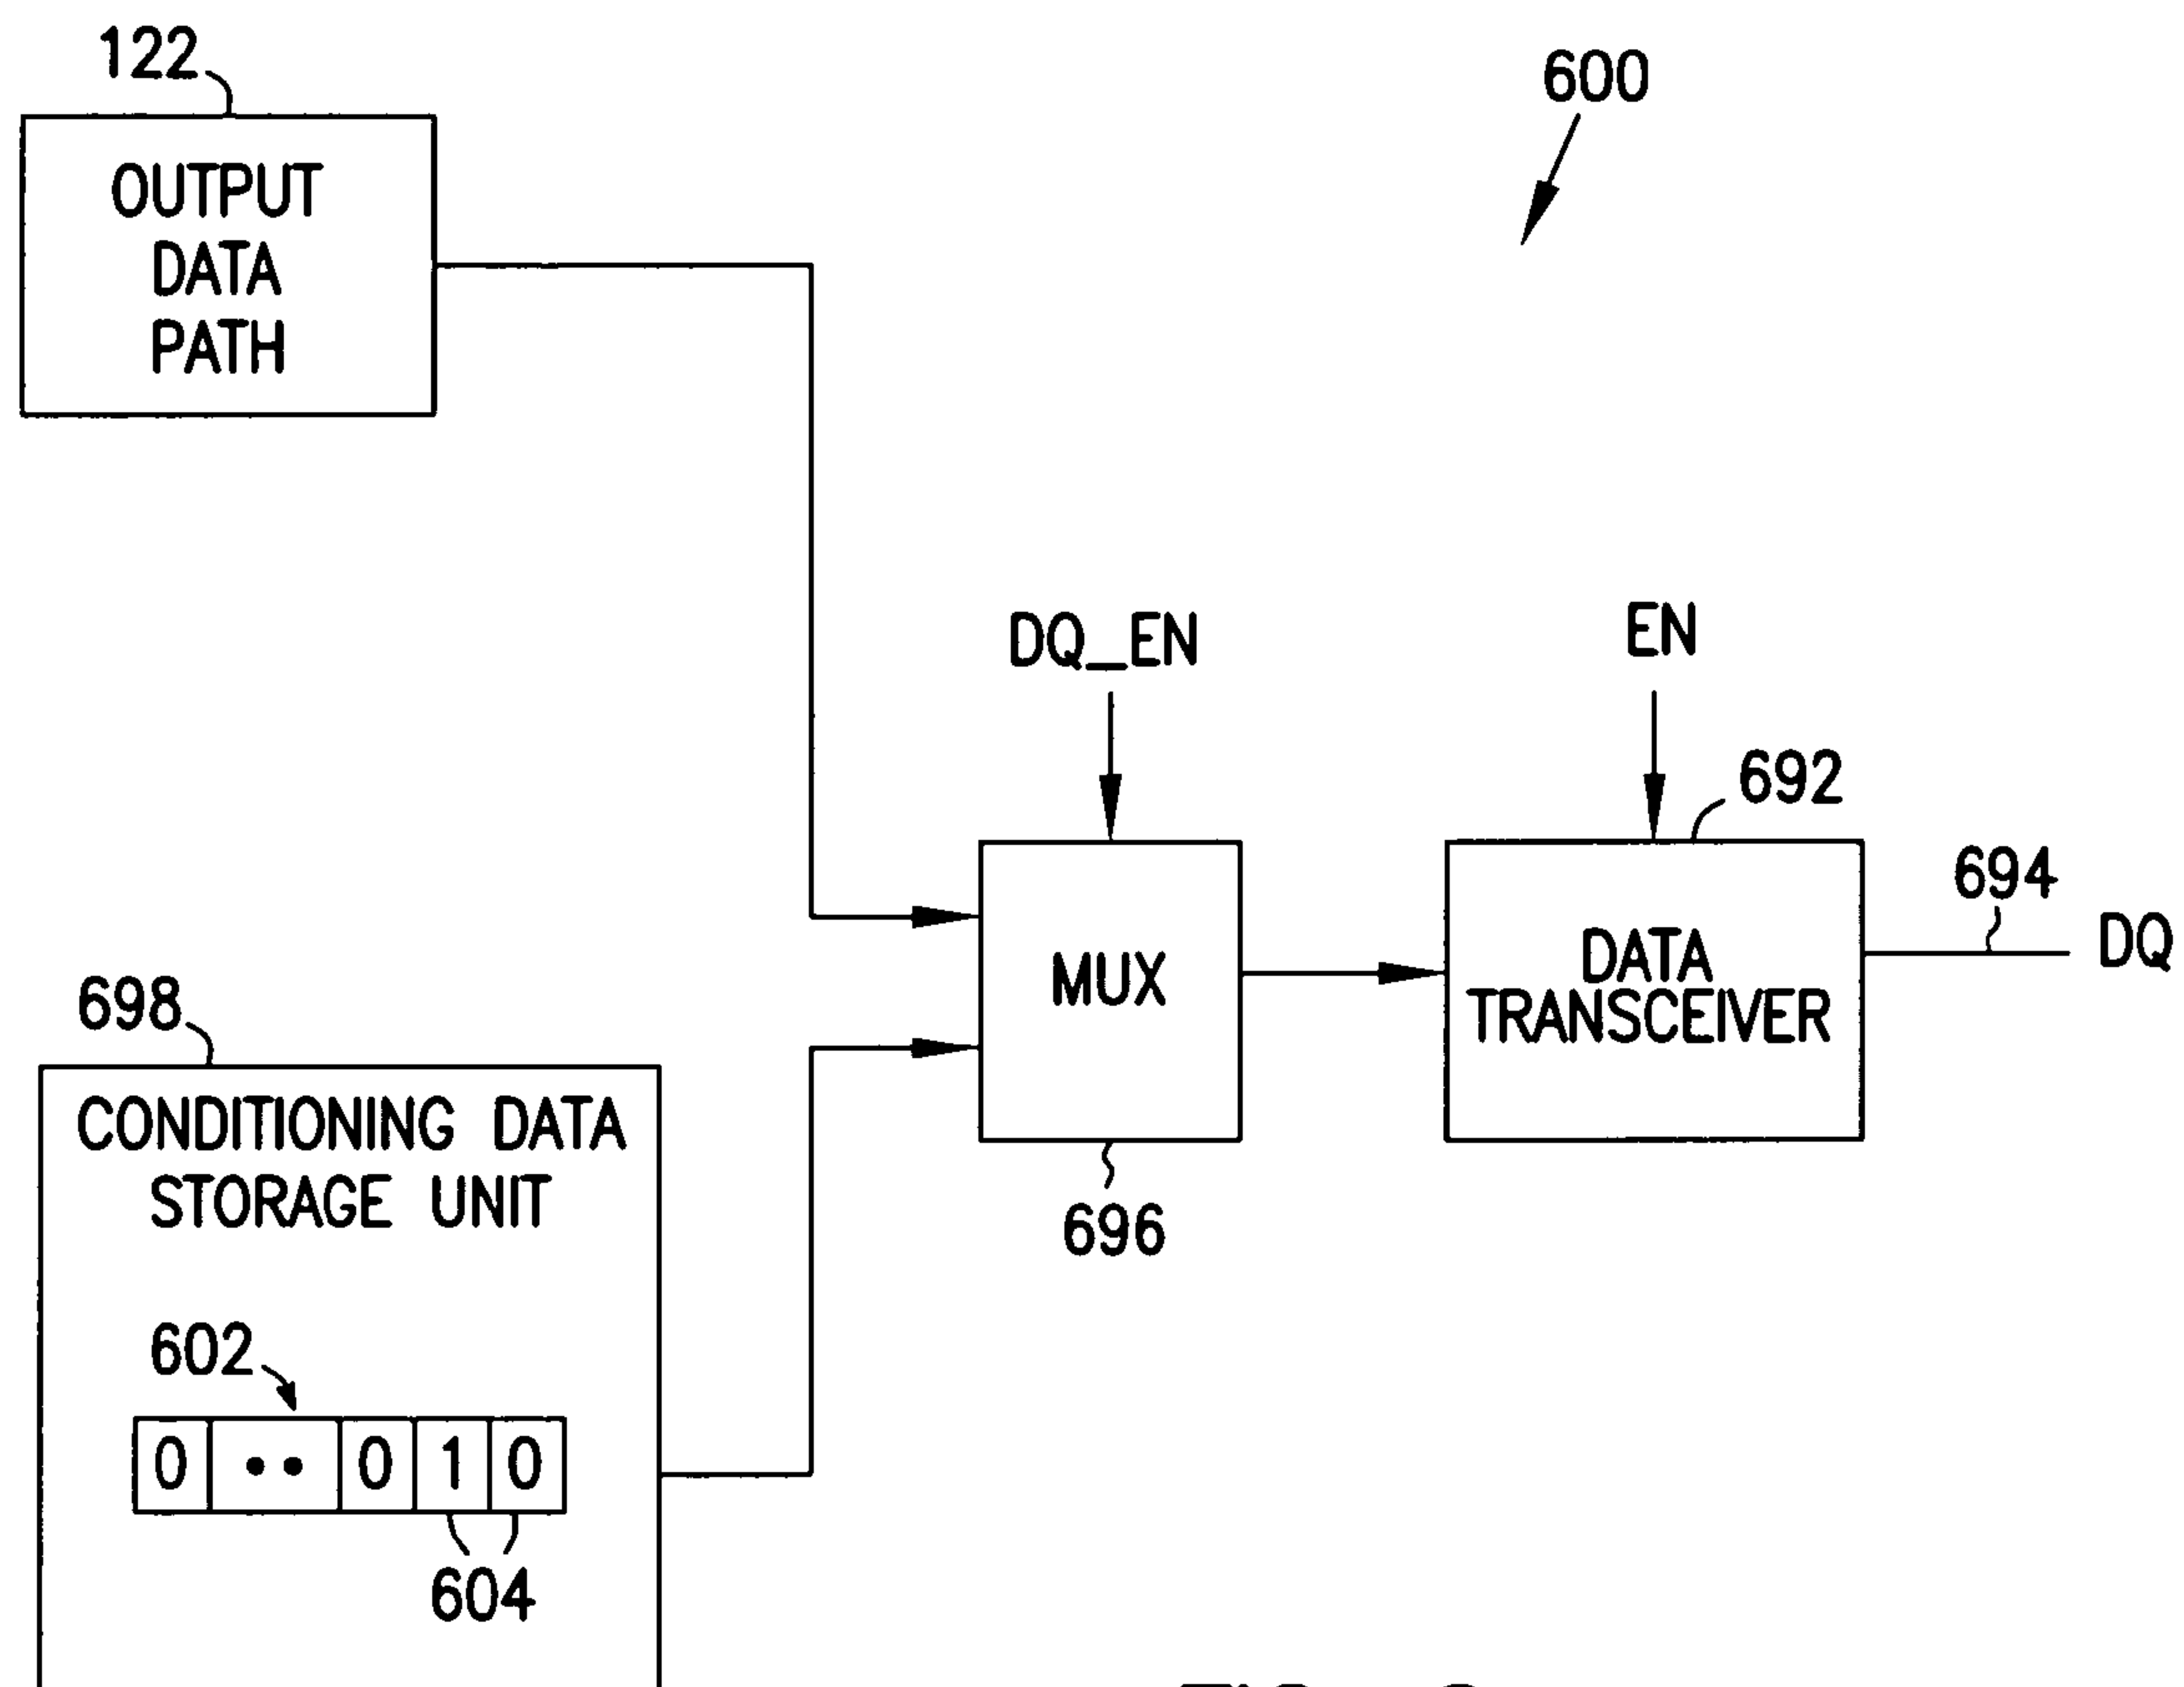 122
600
OUTPUT
DATA
PATH
DQ_EN
EN
692
694
DQ
MUX
DATA
TRANSCEIVER
698
CONDITIONING DATA
STORAGE UNIT
696
602
0 •• 0 1 0
604